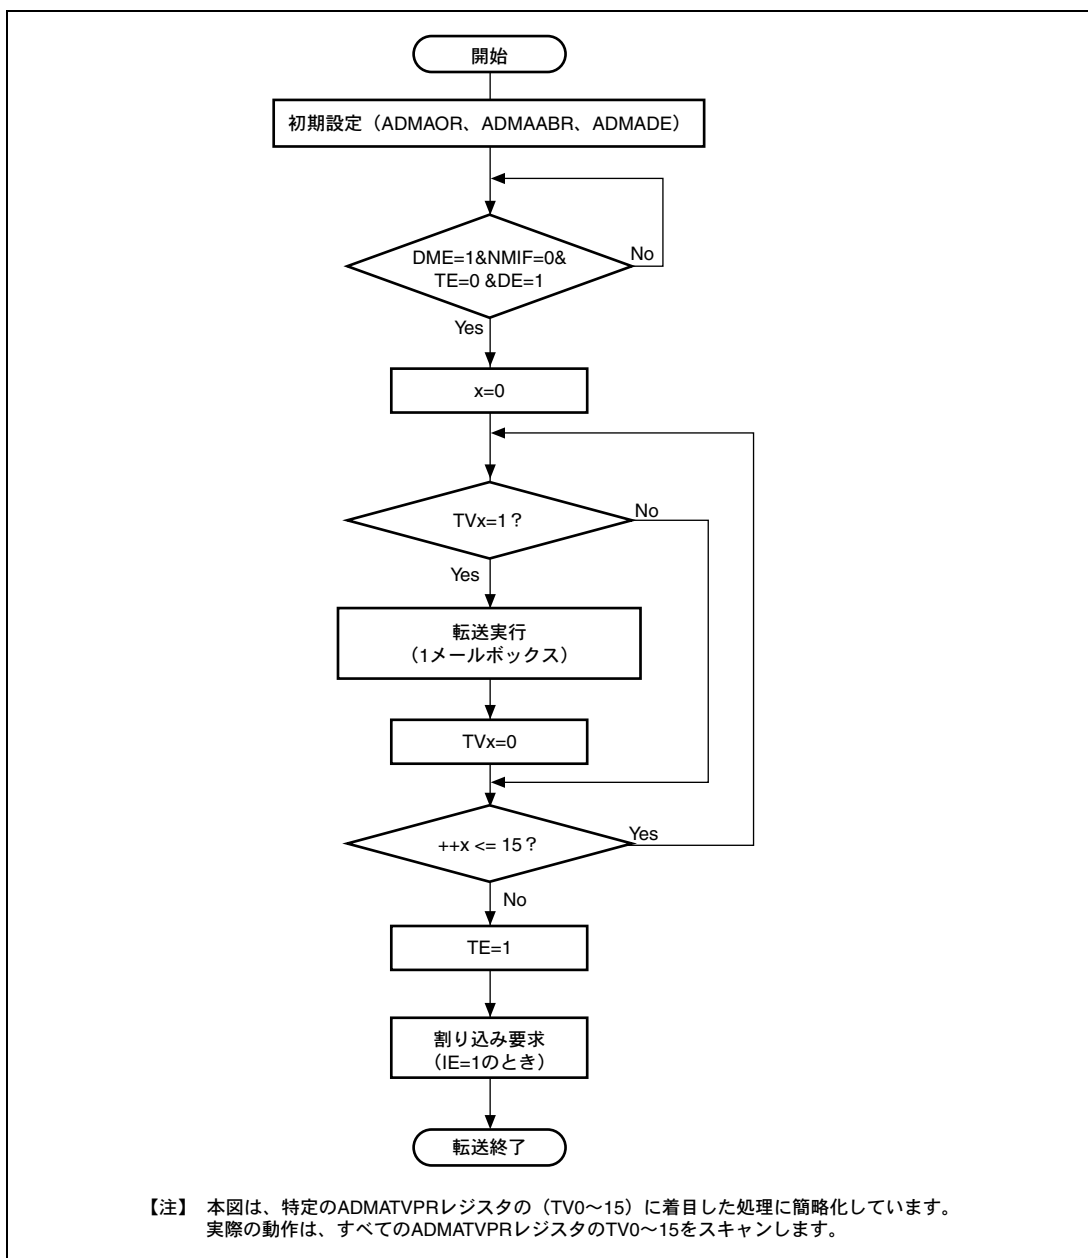 開始
初期設定（ADMAOR、ADMAABR、ADMADE）
DME=1&NMIF=0&
TE=0 &DE=1
No
Yes
x=0
TVx=1？
No
Yes
転送実行
（1メールボックス）
TVx=0
++x <= 15？
Yes
No
TE=1
割り込み要求
（IE=1のとき）
転送終了
【注】 本図は、特定のADMATVPRレジスタの（TV0～15）に着目した処理に簡略化しています。
実際の動作は、すべてのADMATVPRレジスタのTV0～15をスキャンします。